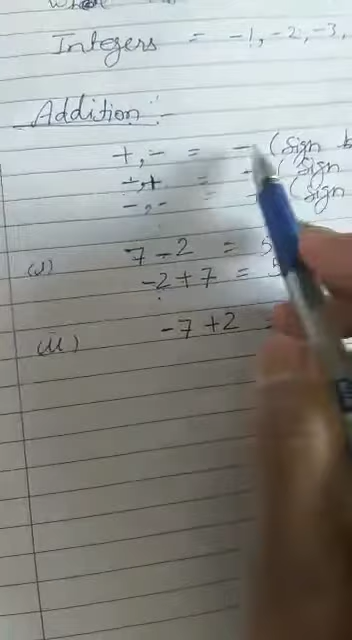 Integers = -1, -2, -3,
Addition :-
+, - = - (sign b
+, + = + (sign
-, - = + (sign
(i) 7 - 2 = 5
-2 + 7 = 5
(ii) -7 + 2 =